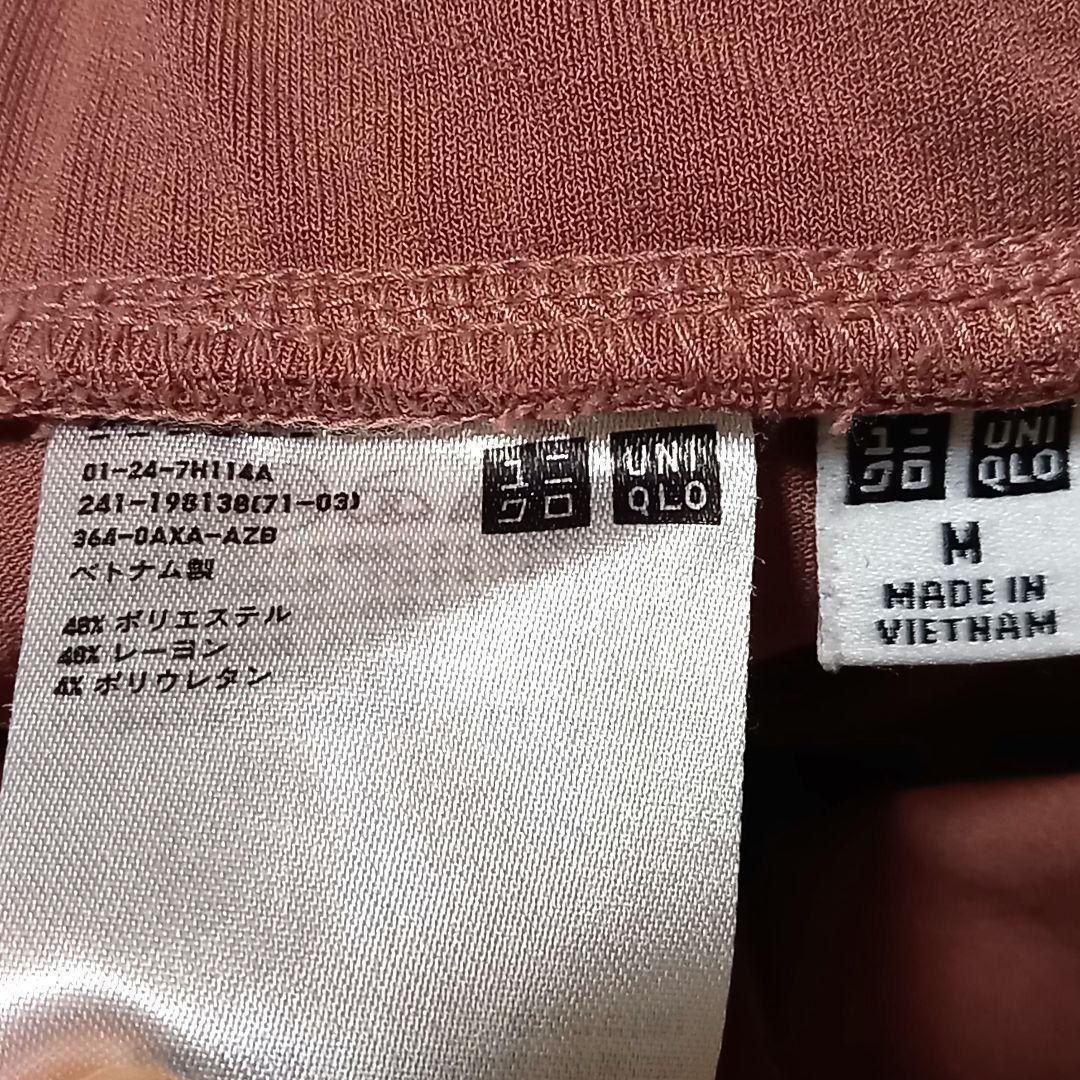 01-24-7H114A
241-198138(71-03)
364-0AXA-AZB
ベトナム製
48% ポリエステル
48% レーヨン
4% ポリウレタン
ユニ
クロ
UNI
QLO
ユニ
クロ
UNI
QLO
M
MADE IN
VIETNAM